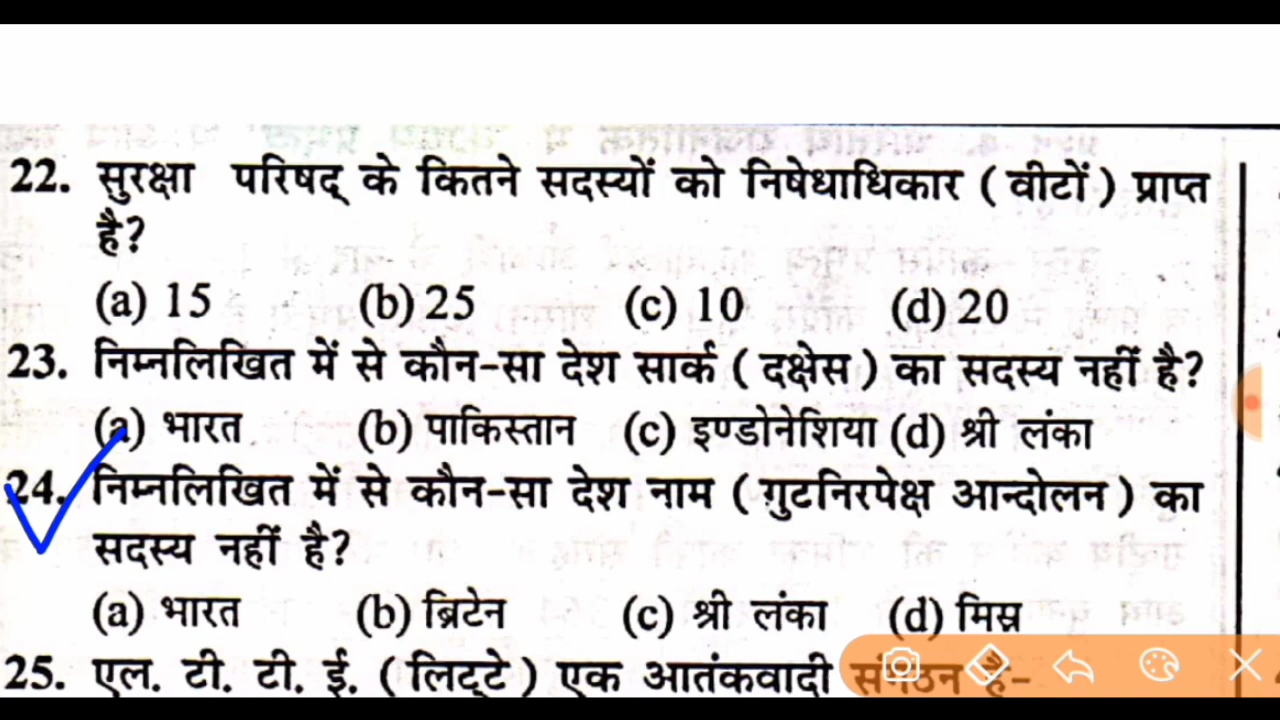 22. सुरक्षा परिषद् के कितने सदस्यों को निषेधाधिकार ( वीटों ) प्राप्त
है?
(a) 15 (b) 25 (c) 10 (d) 20
23. निम्नलिखित में से कौन-सा देश सार्क ( दक्षेस ) का सदस्य नहीं है?
(a) भारत (b) पाकिस्तान (c) इण्डोनेशिया (d) श्री लंका
24. निम्नलिखित में से कौन-सा देश नाम ( गुटनिरपेक्ष आन्दोलन ) का
सदस्य नहीं है?
(a) भारत (b) ब्रिटेन (c) श्री लंका (d) मिस्र
25. एल. टी. टी. ई. ( लिट्टे ) एक आतंकवादी संगठन है-